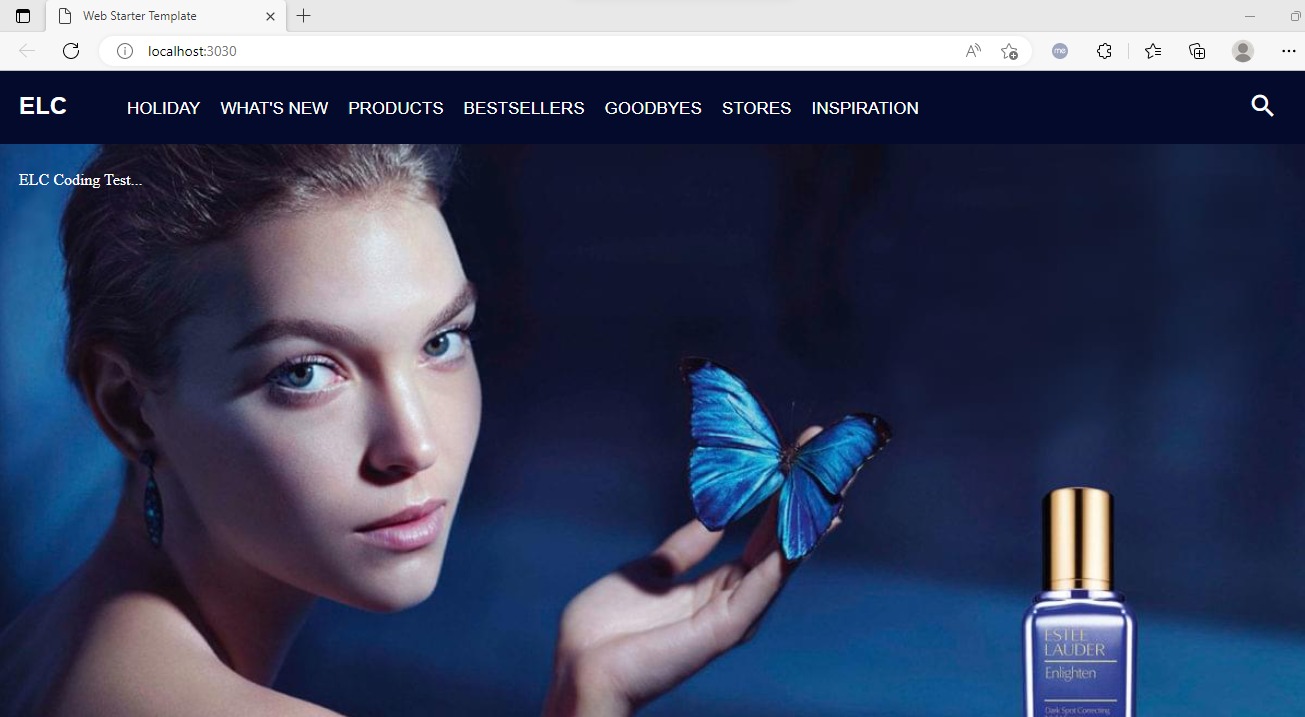 Web Starter Template
localhost:3030
ELC HOLIDAY WHAT'S NEW PRODUCTS BESTSELLERS GOODBYES STORES INSPIRATION
ELC Coding Test...
ESTEE
LAUDER
Enlighten
Dark Spot Correcting